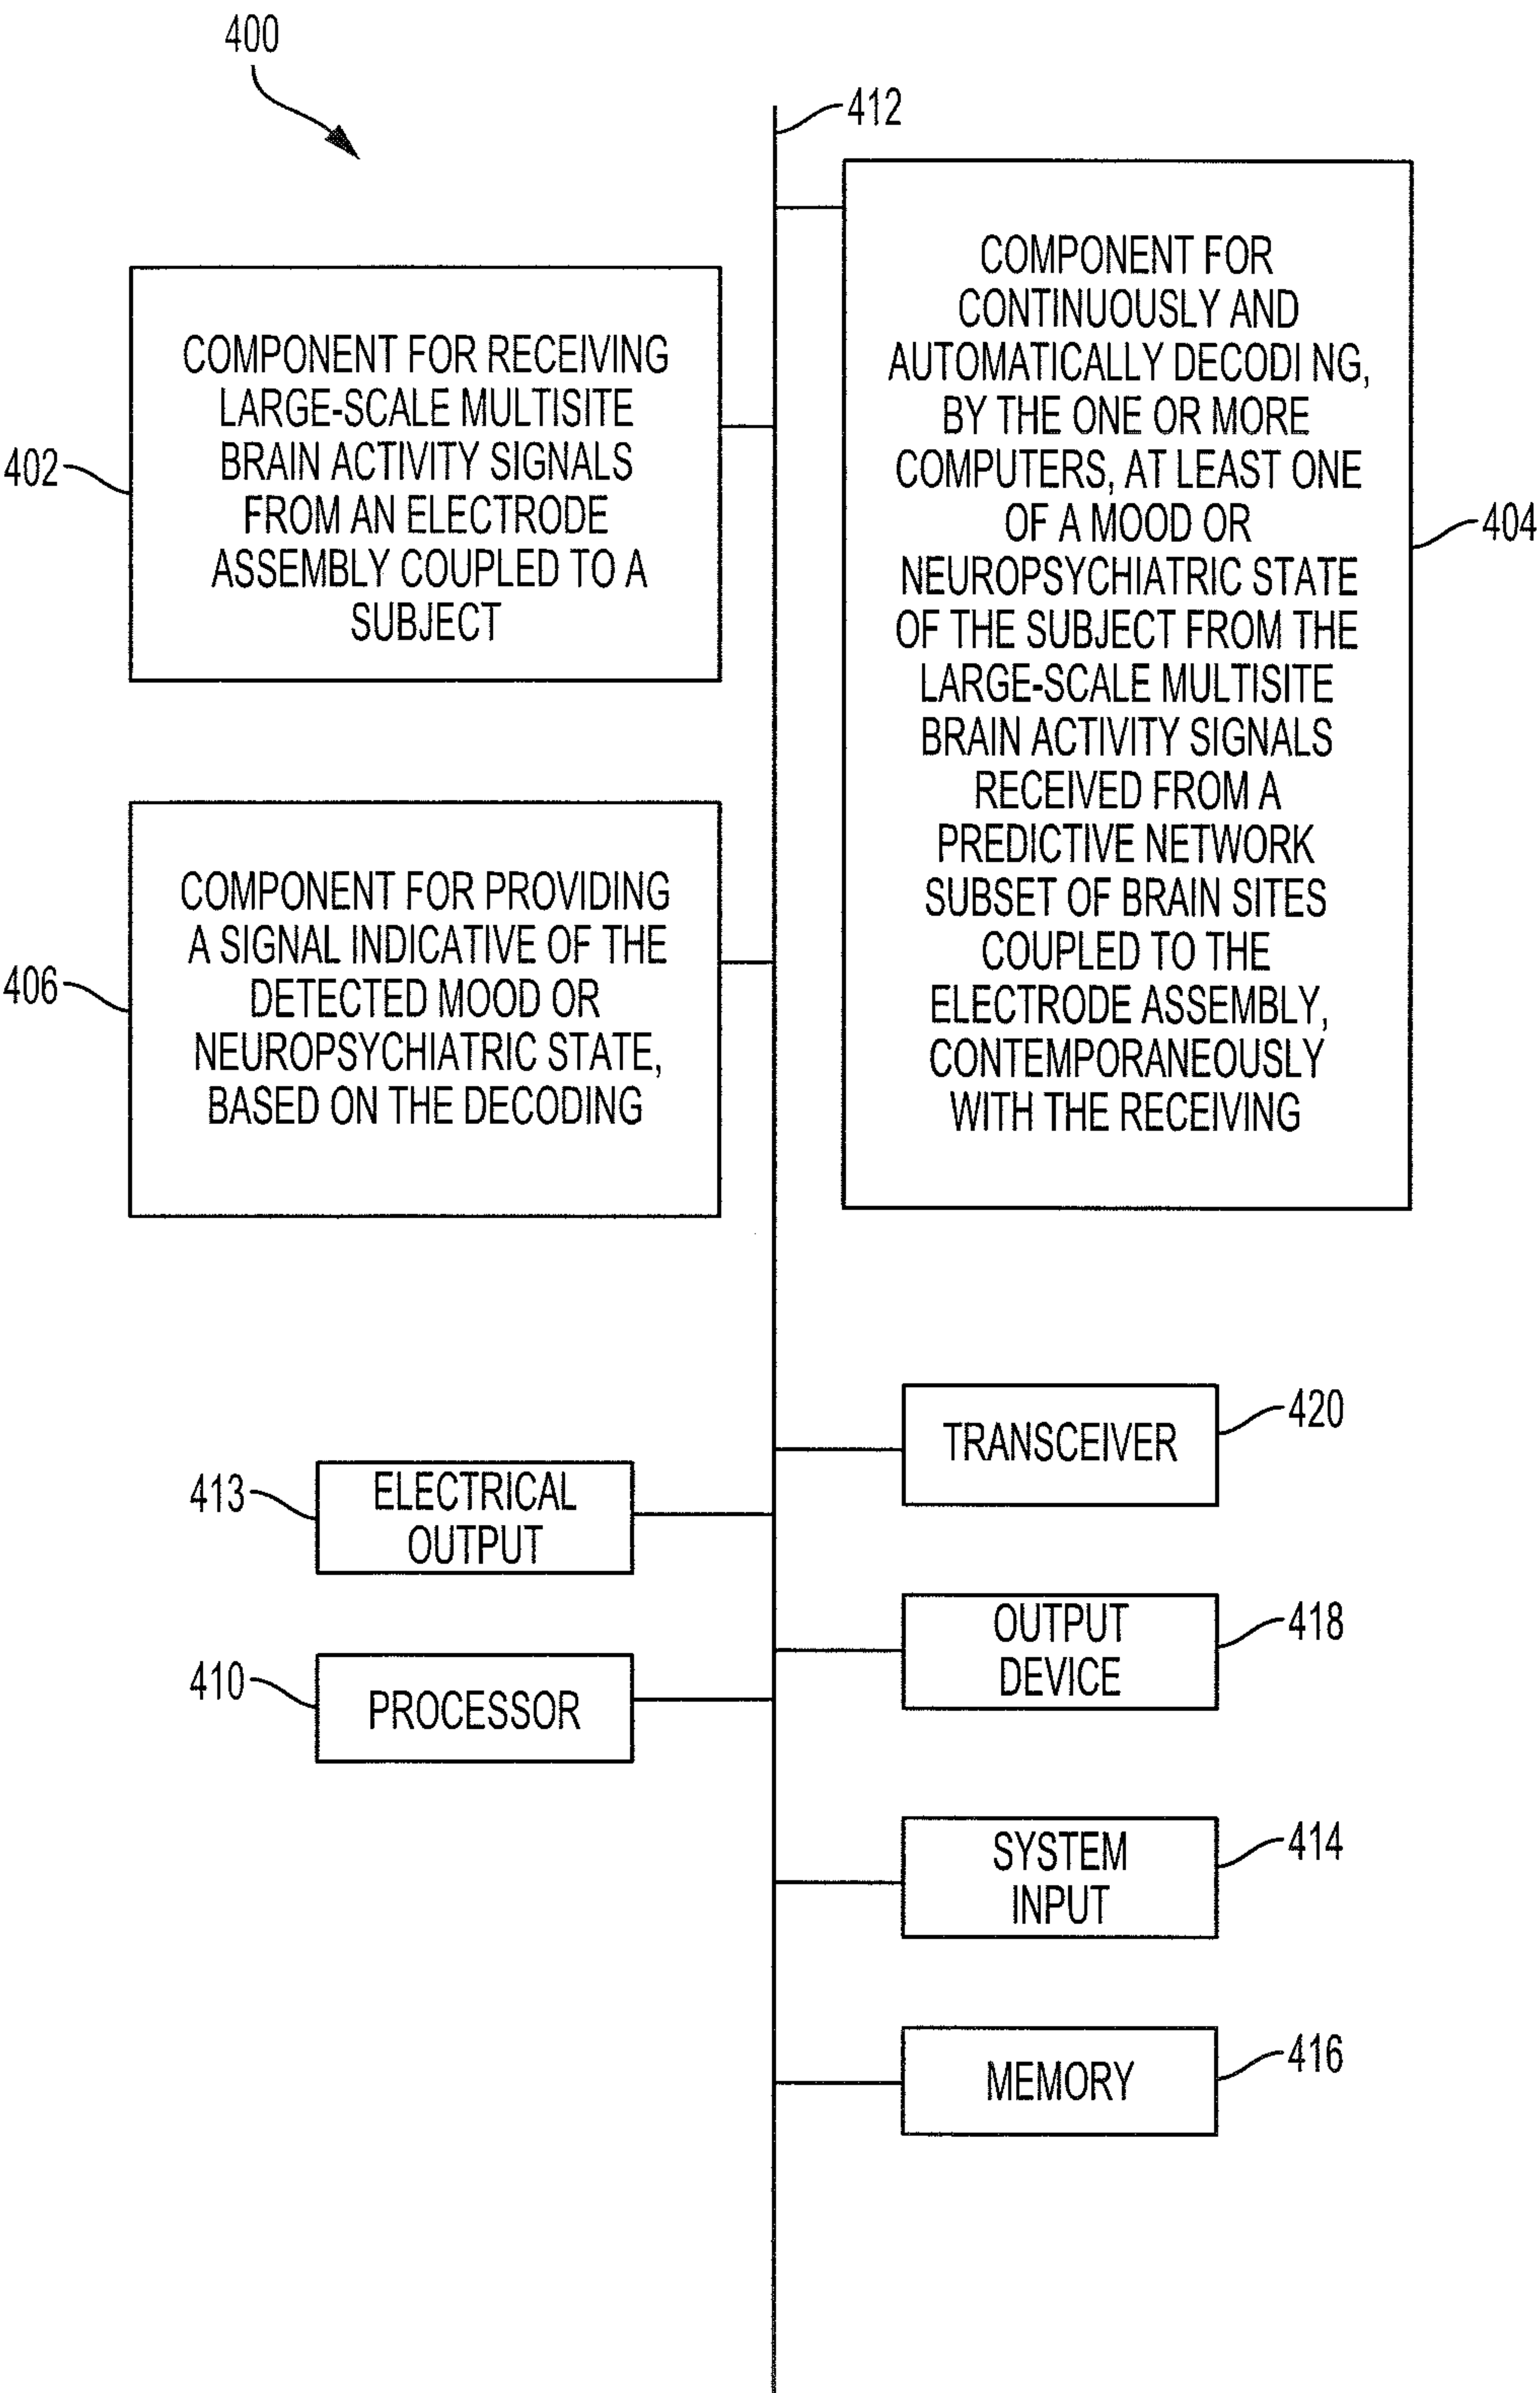 400
412
COMPONENT FOR RECEIVING
LARGE-SCALE MULTISITE
BRAIN ACTIVITY SIGNALS
FROM AN ELECTRODE
ASSEMBLY COUPLED TO A
SUBJECT
402
COMPONENT FOR
CONTINUOUSLY AND
AUTOMATICALLY DECODI NG,
BY THE ONE OR MORE
COMPUTERS, AT LEAST ONE
OF A MOOD OR
NEUROPSYCHIATRIC STATE
OF THE SUBJECT FROM THE
LARGE-SCALE MULTISITE
BRAIN ACTIVITY SIGNALS
RECEIVED FROM A
PREDICTIVE NETWORK
SUBSET OF BRAIN SITES
COUPLED TO THE
ELECTRODE ASSEMBLY,
CONTEMPORANEOUSLY
WITH THE RECEIVING
404
COMPONENT FOR PROVIDING
A SIGNAL INDICATIVE OF THE
DETECTED MOOD OR
NEUROPSYCHIATRIC STATE,
BASED ON THE DECODING
406
TRANSCEIVER
420
413
ELECTRICAL
OUTPUT
OUTPUT
DEVICE
418
410
PROCESSOR
SYSTEM
INPUT
414
MEMORY
416